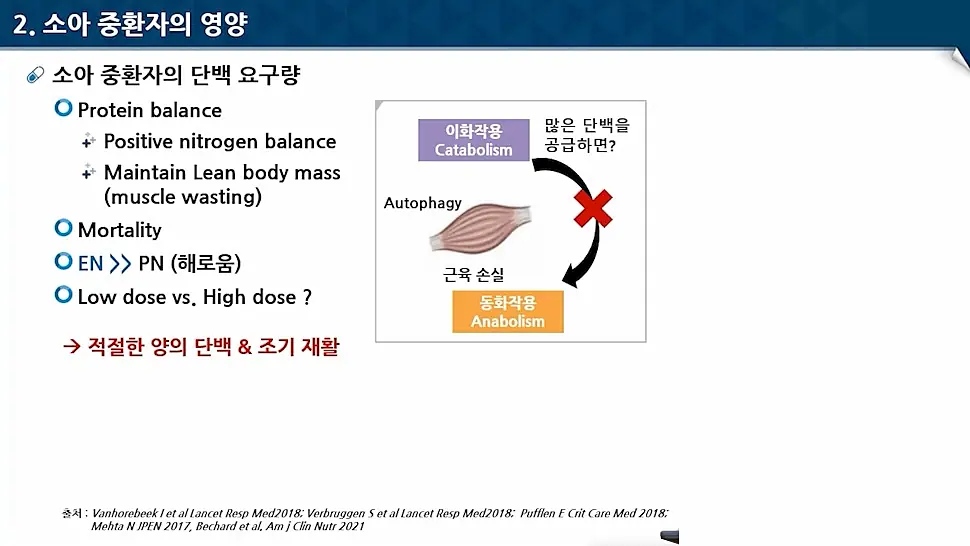 2. 소아 중환자의 영양
소아 중환자의 단백 요구량
Protein balance
Positive nitrogen balance
Maintain Lean body mass
(muscle wasting)
Mortality
EN >> PN (해로움)
Low dose vs. High dose ?
→ 적절한 양의 단백 & 조기 재활
이화작용
Catabolism
많은 단백을
공급하면?
Autophagy
근육 손실
동화작용
Anabolism
출처 : Vanhorebeek I et al Lancet Resp Med2018; Verbruggen S et al Lancet Resp Med2018; Pufflen E Crit Care Med 2018;
Mehta N JPEN 2017, Bechard et al, Am j Clin Nutr 2021